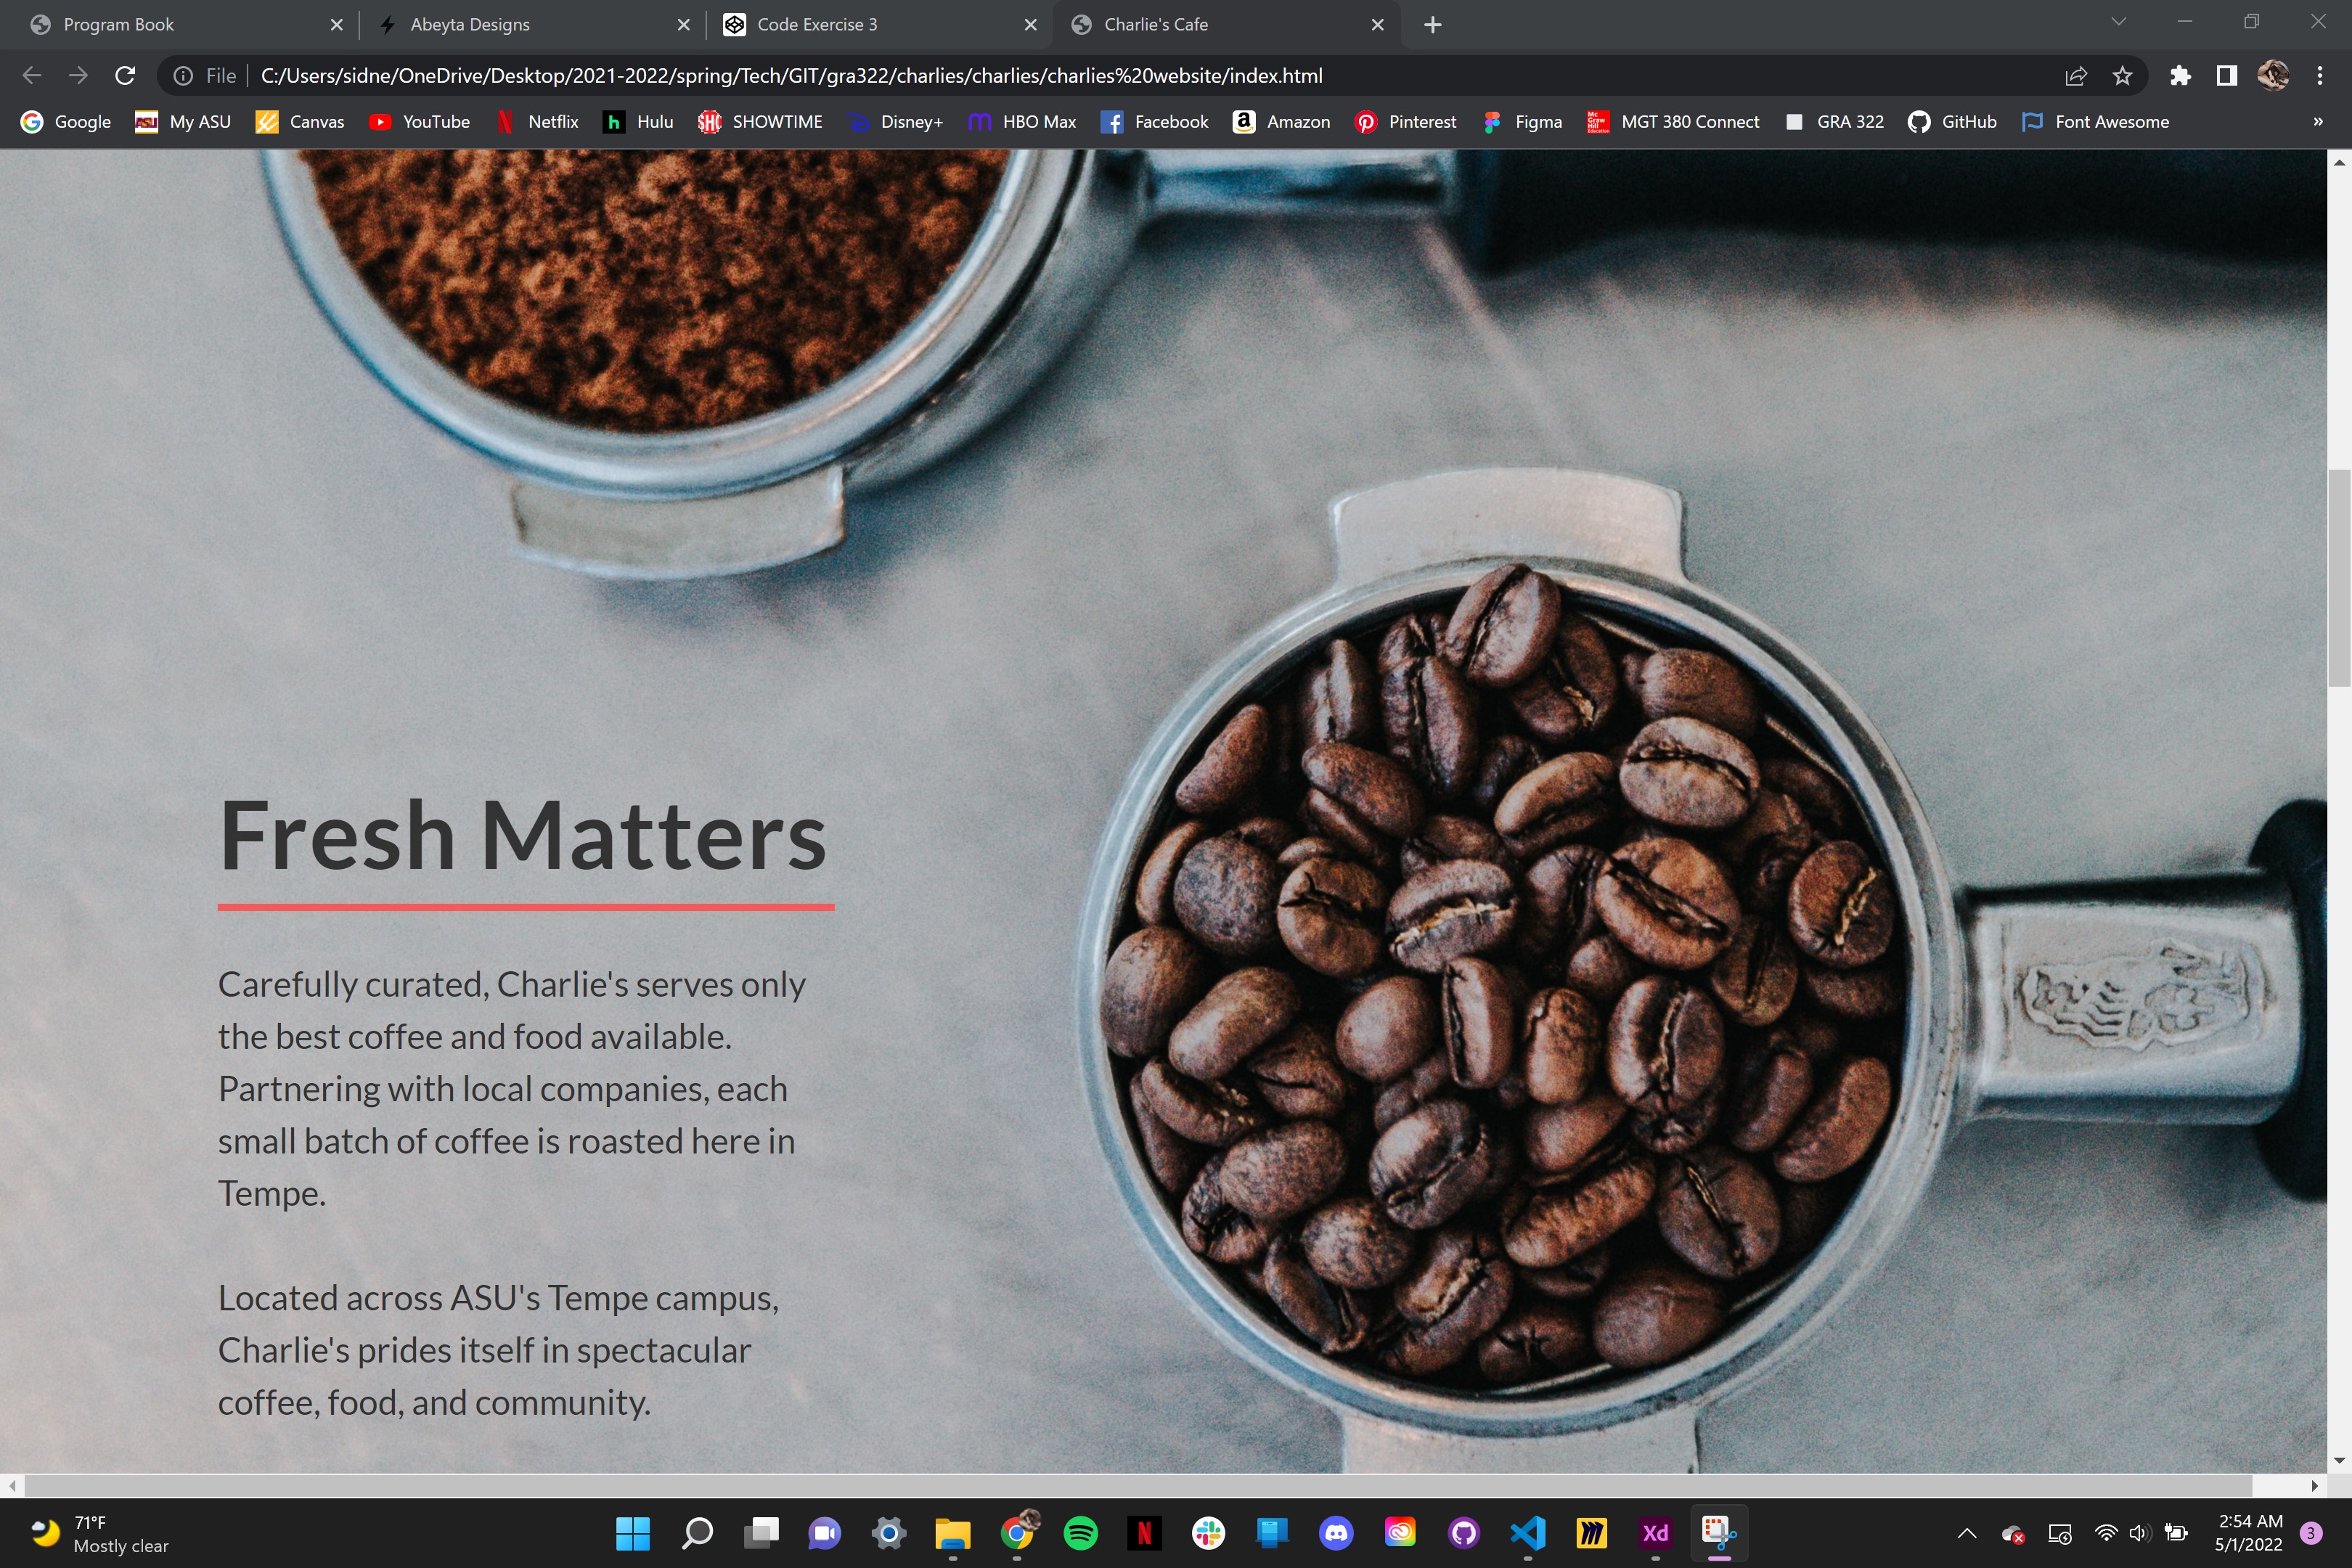 Program Book
Abeyta Designs
Code Exercise 3
Charlie's Cafe
File
C:/Users/sidne/OneDrive/Desktop/2021-2022/spring/Tech/GIT/gra322/charlies/charlies/charlies%20website/index.html
Google My ASU Canvas YouTube Netflix Hulu SHOWTIME Disney+ HBO Max Facebook Amazon Pinterest Figma MGT 380 Connect GRA 322 GitHub Font Awesome »
Fresh Matters
Carefully curated, Charlie's serves only
the best coffee and food available.
Partnering with local companies, each
small batch of coffee is roasted here in
Tempe.
Located across ASU's Tempe campus,
Charlie's prides itself in spectacular
coffee, food, and community.
71°F
Mostly clear
N
Xd
2:54 AM
5/1/2022
3